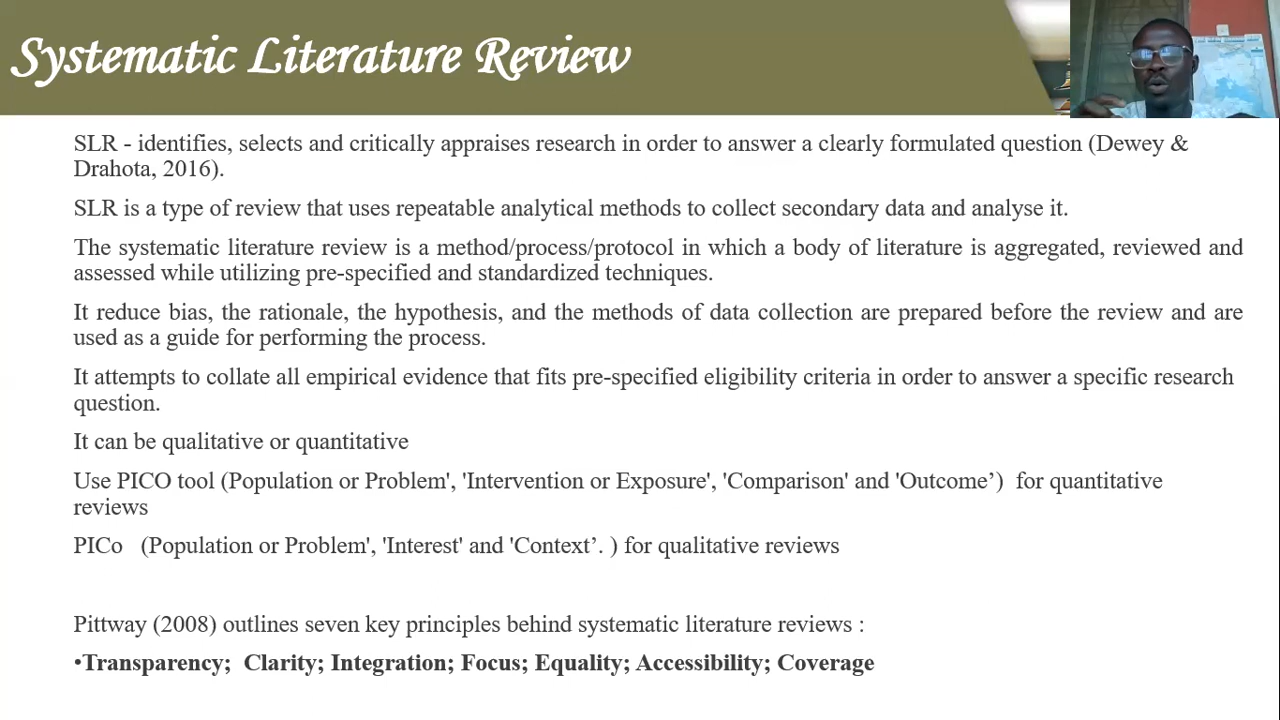 Systematic Literature Review
SLR - identifies, selects and critically appraises research in order to answer a clearly formulated question (Dewey &
Drahota, 2016).
SLR is a type of review that uses repeatable analytical methods to collect secondary data and analyse it.
The systematic literature review is a method/process/protocol in which a body of literature is aggregated, reviewed and
assessed while utilizing pre-specified and standardized techniques.
It reduce bias, the rationale, the hypothesis, and the methods of data collection are prepared before the review and are
used as a guide for performing the process.
It attempts to collate all empirical evidence that fits pre-specified eligibility criteria in order to answer a specific research
question.
It can be qualitative or quantitative
Use PICO tool (Population or Problem', 'Intervention or Exposure', 'Comparison' and 'Outcome’) for quantitative
reviews
PICo (Population or Problem', 'Interest' and 'Context’. ) for qualitative reviews
Pittway (2008) outlines seven key principles behind systematic literature reviews :
•Transparency; Clarity; Integration; Focus; Equality; Accessibility; Coverage